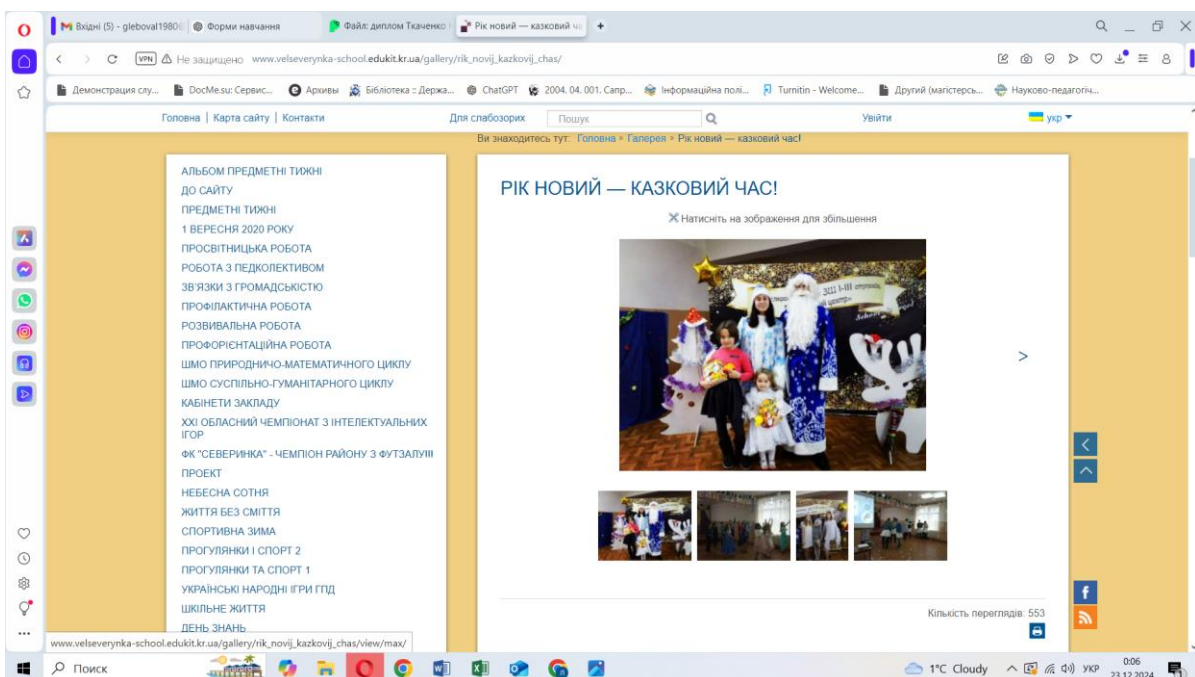 Вхідні (5) - gleboval1980@
Форми навчання
Файл: диплом Ткаченко
Рік новий — казковий ча
VPN Не защищено www.velseverynka-school.edukit.kr.ua/gallery/rik_novij_kazkovij_chas/
Демонстрация слу...
DocMe.su: Сервис...
Архивы
Бібліотека :: Держа...
ChatGPT
2004. 04. 001. Сапр...
Інформаційна полі...
Turnitin - Welcome...
Другий (магістерсь...
Науково-педагогіч...
Головна | Карта сайту | Контакти
Для слабозорих
Пошук
Увійти
укр
Ви знаходитесь тут: Головна » Галерея » Рік новий — казковий час!
АЛЬБОМ ПРЕДМЕТНІ ТИЖНІ
ДО САЙТУ
ПРЕДМЕТНІ ТИЖНІ
1 ВЕРЕСНЯ 2020 РОКУ
ПРОСВІТНИЦЬКА РОБОТА
РОБОТА З ПЕДКОЛЕКТИВОМ
ЗВ'ЯЗКИ З ГРОМАДСЬКІСТЮ
ПРОФІЛАКТИЧНА РОБОТА
РОЗВИВАЛЬНА РОБОТА
ПРОФОРІЄНТАЦІЙНА РОБОТА
ШМО ПРИРОДНИЧО-МАТЕМАТИЧНОГО ЦИКЛУ
ШМО СУСПІЛЬНО-ГУМАНІТАРНОГО ЦИКЛУ
КАБІНЕТИ ЗАКЛАДУ
ХХІ ОБЛАСНИЙ ЧЕМПІОНАТ З ІНТЕЛЕКТУАЛЬНИХ
ІГОР
ФК "СЕВЕРИНКА" - ЧЕМПІОН РАЙОНУ З ФУТЗАЛУ!!!
ПРОЕКТ
НЕБЕСНА СОТНЯ
ЖИТТЯ БЕЗ СМІТТЯ
СПОРТИВНА ЗИМА
ПРОГУЛЯНКИ І СПОРТ 2
ПРОГУЛЯНКИ ТА СПОРТ 1
УКРАЇНСЬКІ НАРОДНІ ІГРИ ГПД
ШКІЛЬНЕ ЖИТТЯ
ДЕНЬ ЗНАНЬ
РІК НОВИЙ — КАЗКОВИЙ ЧАС!
Натисніть на зображення для збільшення
ЗШ І-ІІІ
Кількість переглядів: 553
www.velseverynka-school.edukit.kr.ua/gallery/rik_novij_kazkovij_chas/view/max/
Поиск
1°C Cloudy
УКР
0:06
23.12.2024